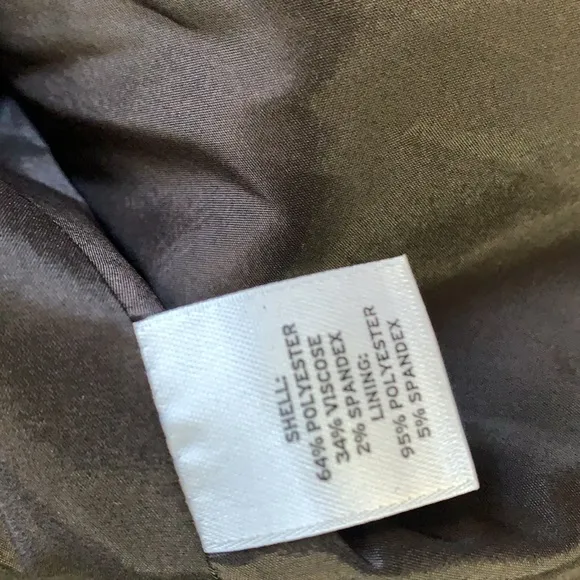 SHELL:
64% POLYESTER
34% VISCOSE
2% SPANDEX
LINING:
95% POLYESTER
5% SPANDEX